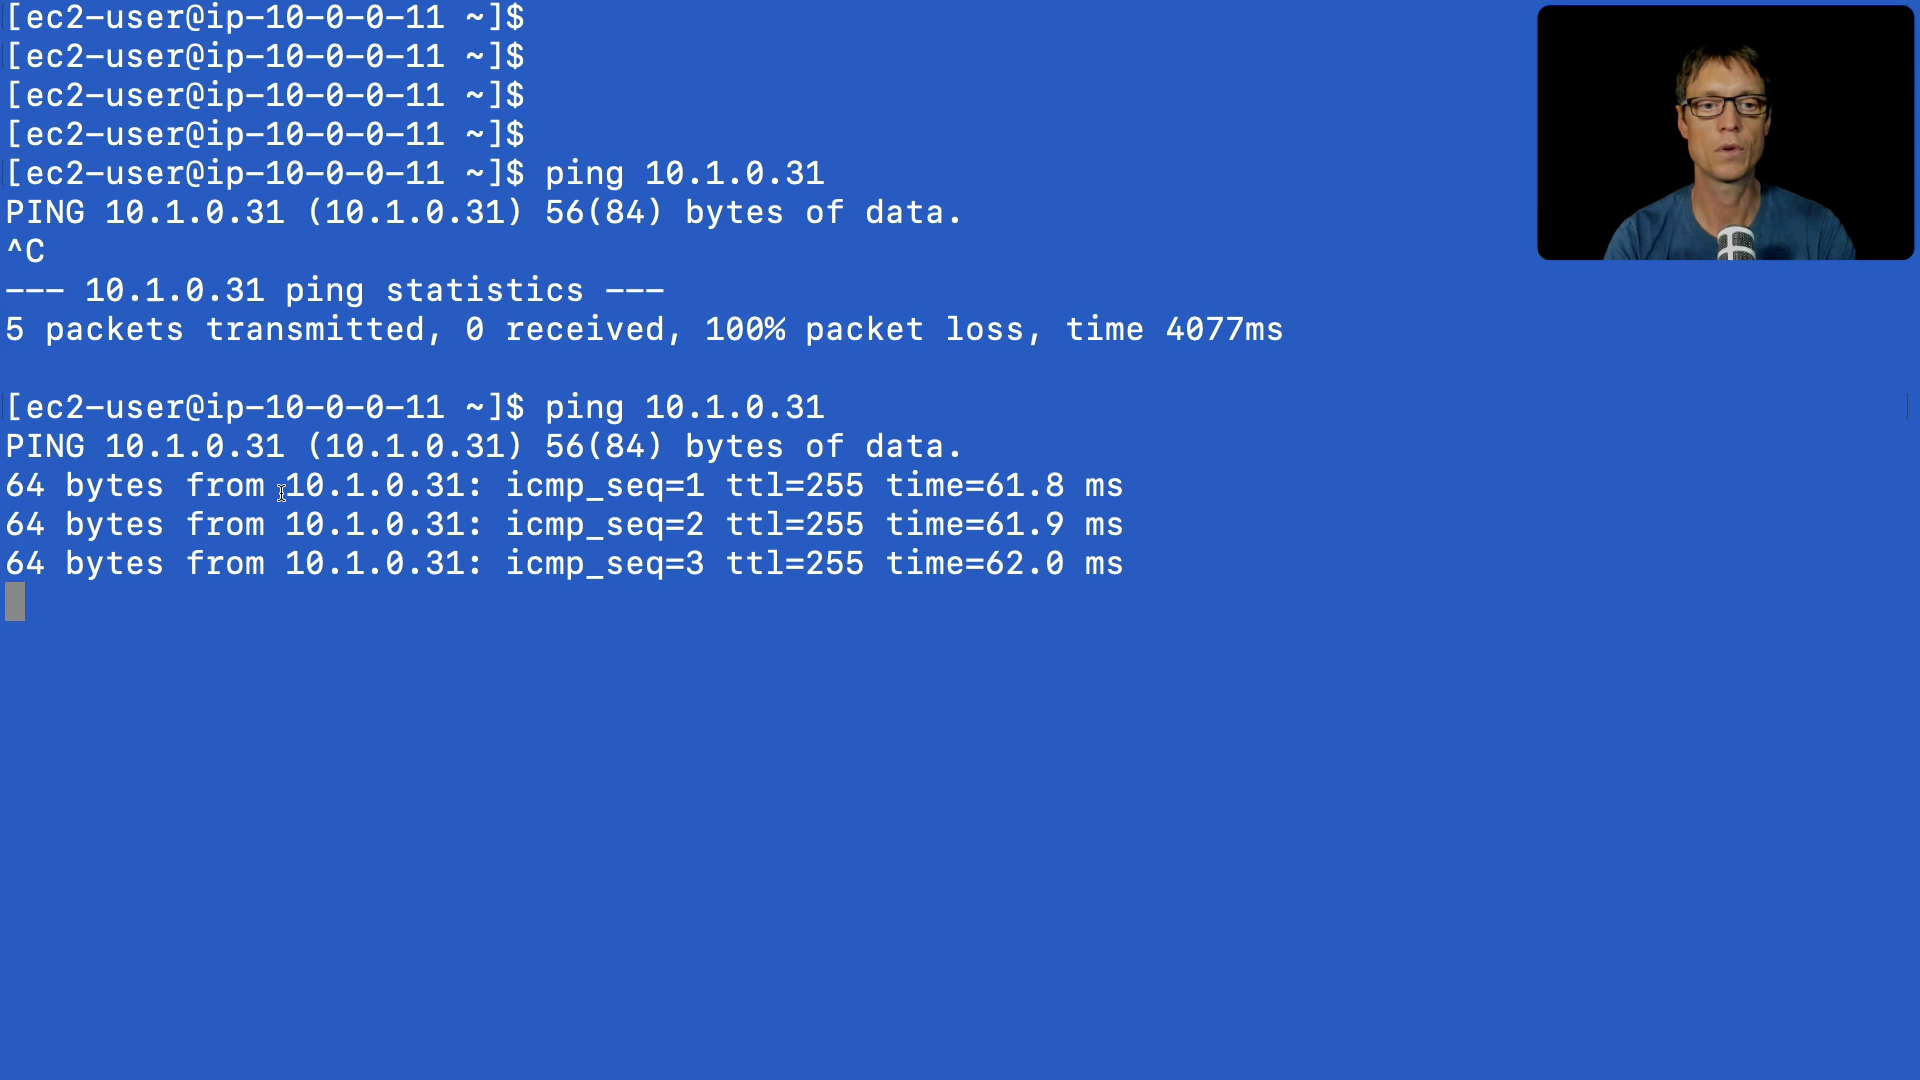 [ec2-user@ip-10-0-0-11 ~]$
[ec2-user@ip-10-0-0-11 ~]$
[ec2-user@ip-10-0-0-11 ~]$
[ec2-user@ip-10-0-0-11 ~]$
[ec2-user@ip-10-0-0-11 ~]$ ping 10.1.0.31
PING 10.1.0.31 (10.1.0.31) 56(84) bytes of data.
^C
--- 10.1.0.31 ping statistics ---
5 packets transmitted, 0 received, 100% packet loss, time 4077ms
[ec2-user@ip-10-0-0-11 ~]$ ping 10.1.0.31
PING 10.1.0.31 (10.1.0.31) 56(84) bytes of data.
64 bytes from 10.1.0.31: icmp_seq=1 ttl=255 time=61.8 ms
64 bytes from 10.1.0.31: icmp_seq=2 ttl=255 time=61.9 ms
64 bytes from 10.1.0.31: icmp_seq=3 ttl=255 time=62.0 ms